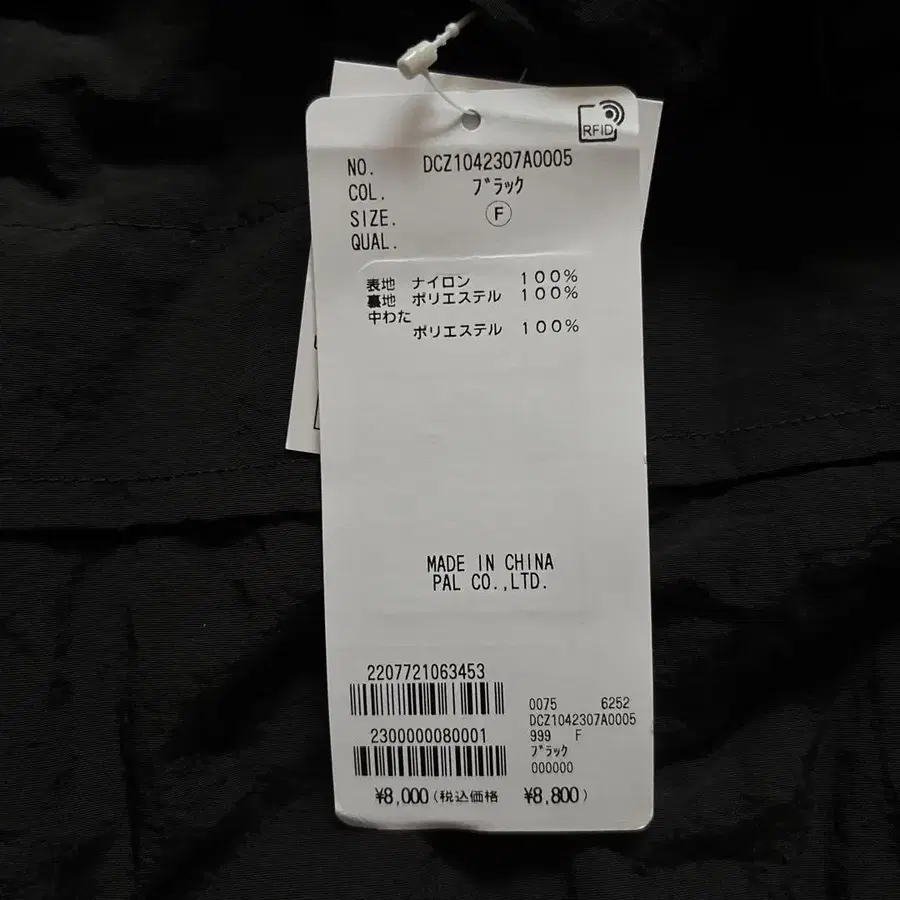 RFID
NO. DCZ1042307A0005
COL. ブラック
SIZE. F
QUAL.
表地 ナイロン 100%
裏地 ポリエステル 100%
中わた
ポリエステル 100%
MADE IN CHINA
PAL CO.,LTD.
2207721063453
2300000080001
0075 6252
DCZ1042307A0005
999 F
ブラック
000000
¥8,000(税込価格 ¥8,800)